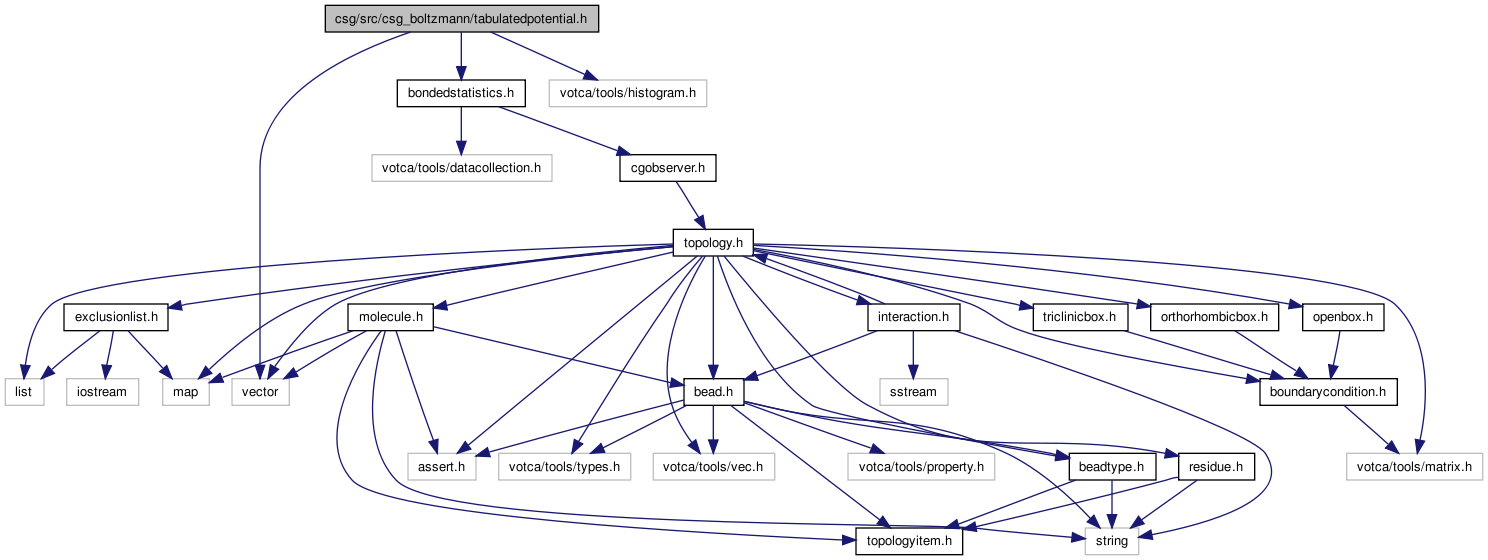 csg/src/csg_boltzmann/tabulatedpotential.h
bondedstatistics.h
votca/tools/histogram.h
votca/tools/datacollection.h
cgobserver.h
topology.h
exclusionlist.h
molecule.h
interaction.h
triclinicbox.h
orthorhombicbox.h
openbox.h
list
iostream
map
vector
bead.h
sstream
boundarycondition.h
assert.h
votca/tools/types.h
votca/tools/vec.h
votca/tools/property.h
beadtype.h
residue.h
votca/tools/matrix.h
topologyitem.h
string